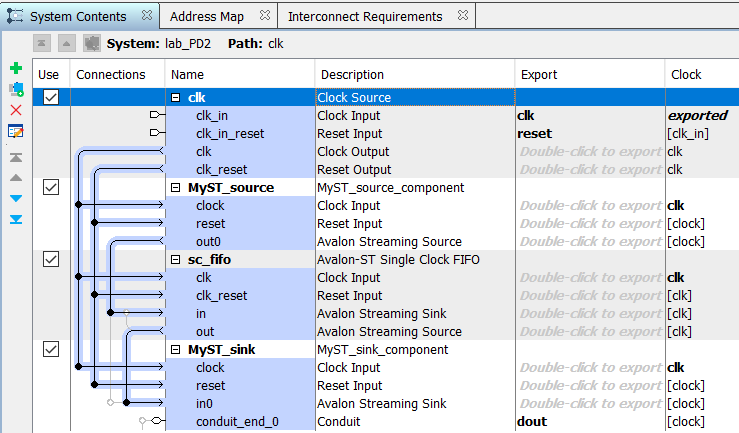 System Contents Address Map Interconnect Requirements
System: lab_PD2 Path: clk
Use Connections Name Description Export Clock
clk Clock Source
clk_in Clock Input clk exported
clk_in_reset Reset Input reset [clk_in]
clk Clock Output Double-click to export clk
clk_reset Reset Output Double-click to export
MyST_source MyST_source_component
clock Clock Input Double-click to export clk
reset Reset Input Double-click to export [clock]
out0 Avalon Streaming Source Double-click to export [clock]
sc_fifo Avalon-ST Single Clock FIFO
clk Clock Input Double-click to export clk
clk_reset Reset Input Double-click to export [clk]
in Avalon Streaming Sink Double-click to export [clk]
out Avalon Streaming Source Double-click to export [clk]
MyST_sink MyST_sink_component
clock Clock Input Double-click to export clk
reset Reset Input Double-click to export [clock]
in0 Avalon Streaming Sink Double-click to export [clock]
conduit_end_0 Conduit dout [clock]